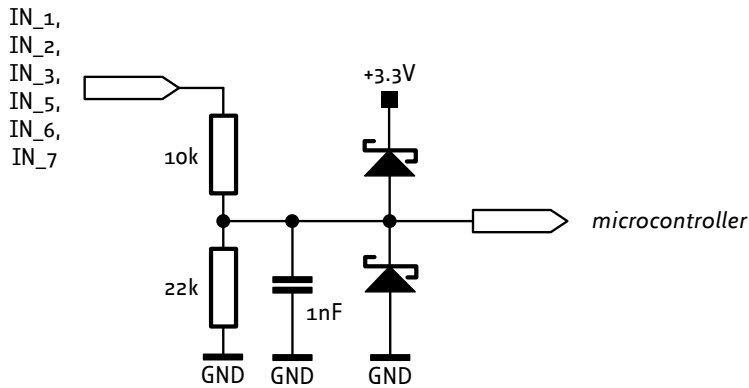 IN_1,
IN_2,
IN_3,
IN_5,
IN_6,
IN_7
+3.3V
10k
microcontroller
22k
1nF
GND
GND
GND